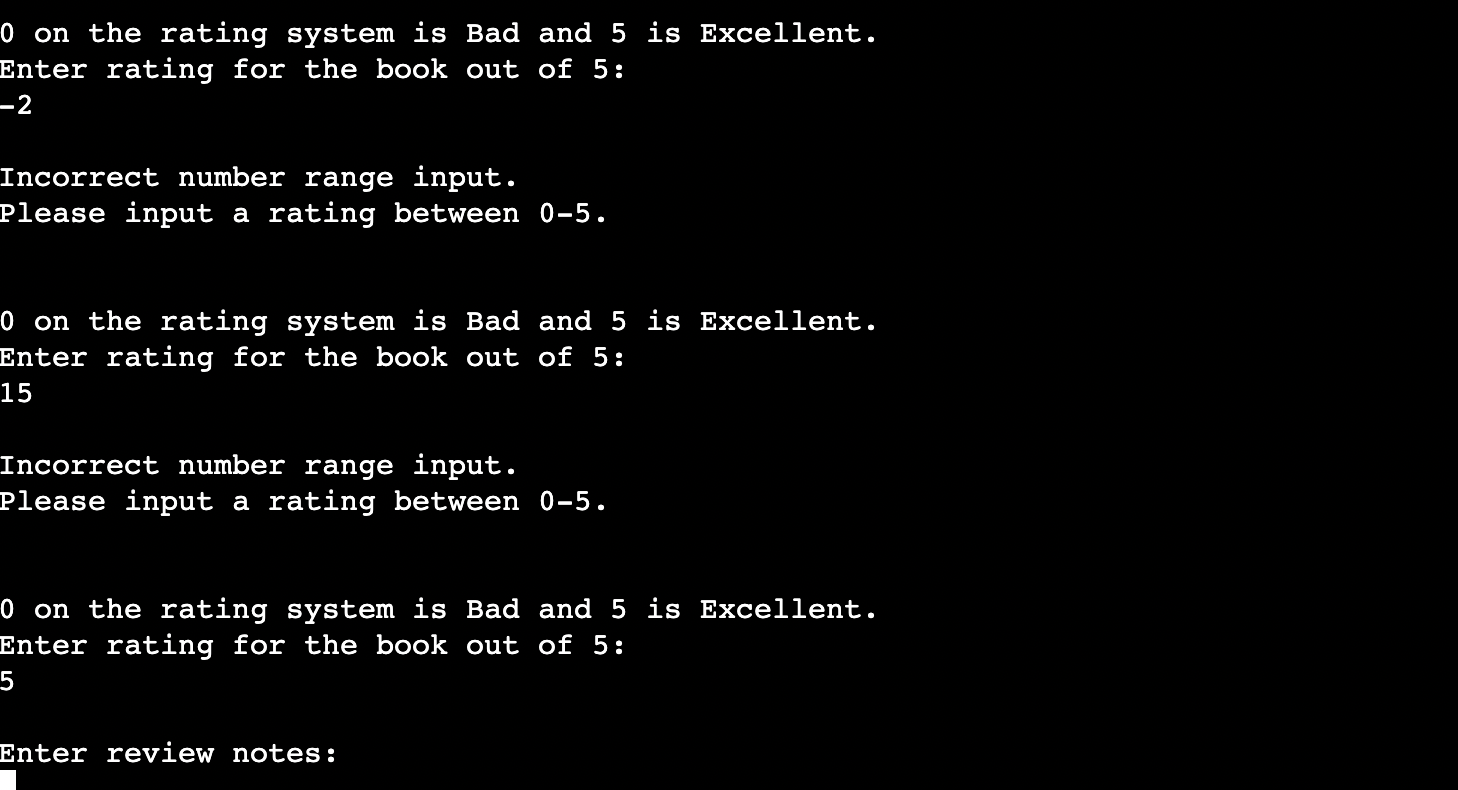 0 on the rating system is Bad and 5 is Excellent.
Enter rating for the book out of 5:
-2
Incorrect number range input.
Please input a rating between 0-5.
0 on the rating system is Bad and 5 is Excellent.
Enter rating for the book out of 5:
15
Incorrect number range input.
Please input a rating between 0-5.
0 on the rating system is Bad and 5 is Excellent.
Enter rating for the book out of 5:
5
Enter review notes: